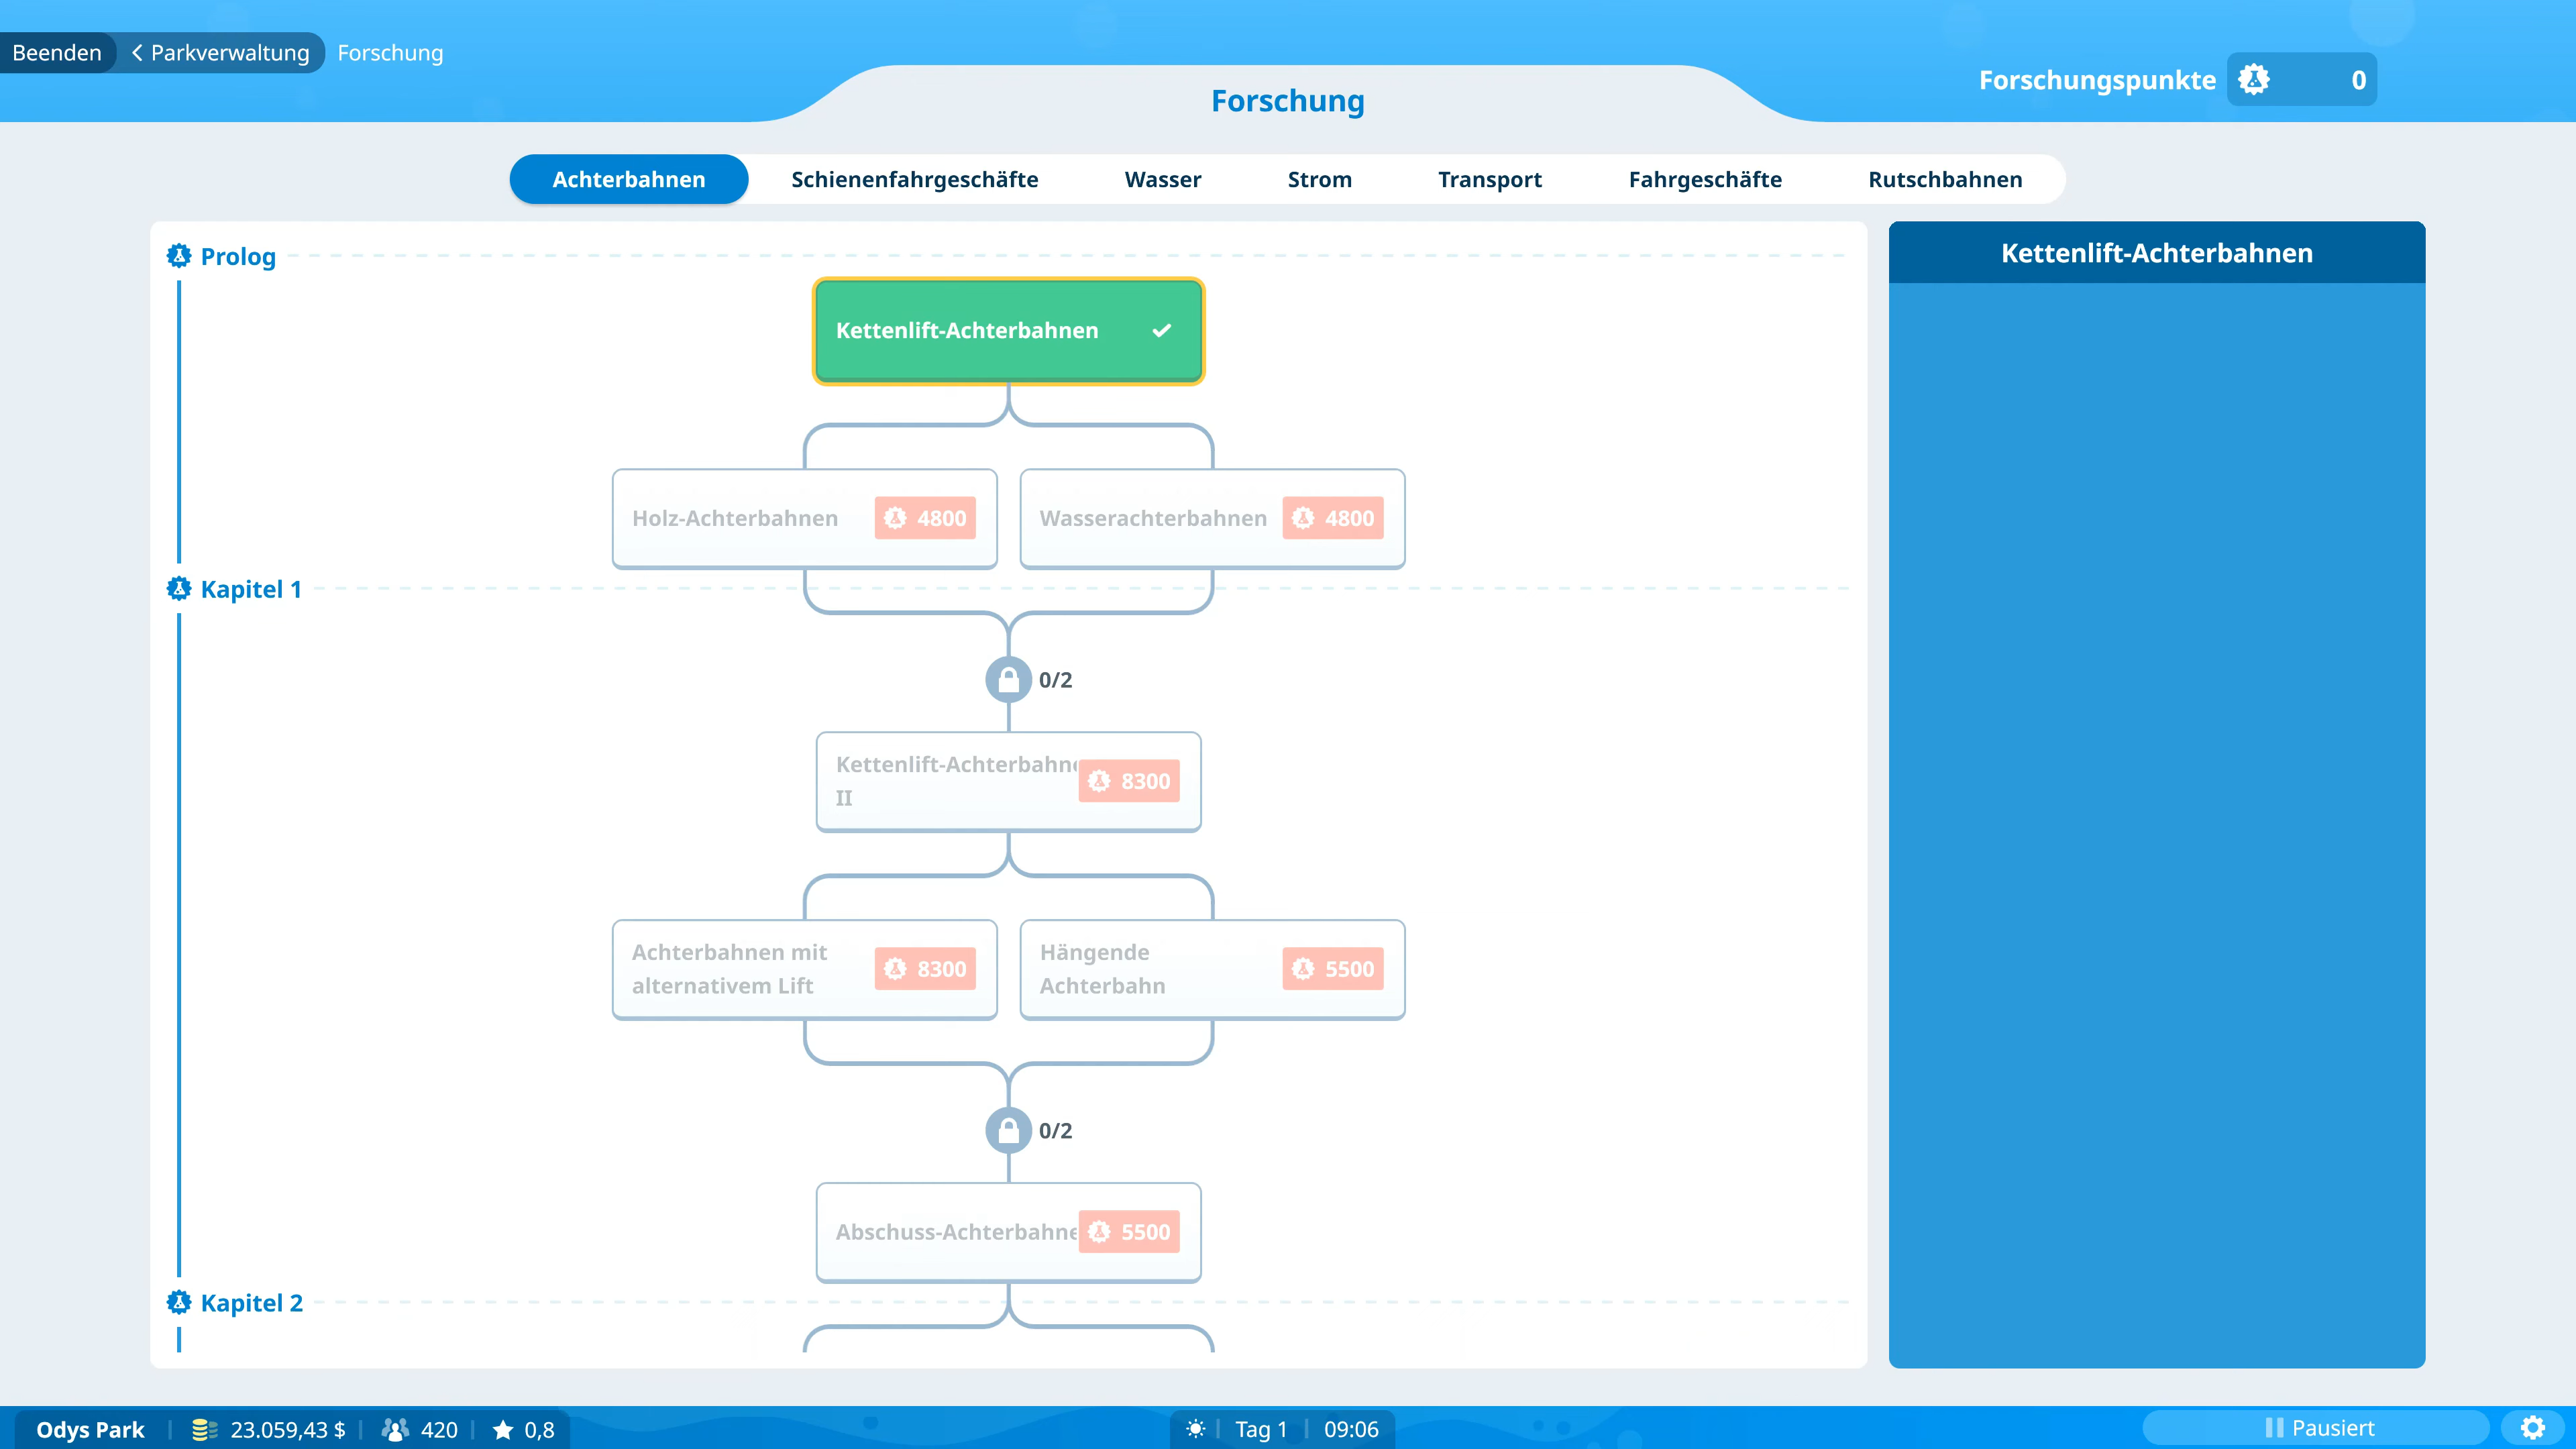 Beenden
Parkverwaltung
Forschung
Forschung
Forschungspunkte
0
Achterbahnen
Schienenfahrgeschäfte
Wasser
Strom
Transport
Fahrgeschäfte
Rutschbahnen
Prolog
Kettenlift-Achterbahnen
Kettenlift-Achterbahnen
Holz-Achterbahnen
4800
Wasserachterbahnen
4800
Kapitel 1
0/2
Kettenlift-Achterbahne
II
8300
Achterbahnen mit
alternativem Lift
8300
Hängende
Achterbahn
5500
0/2
Abschuss-Achterbahne
5500
Kapitel 2
Odys Park
23.059,43 $
420
0,8
Tag 1
09:06
Pausiert